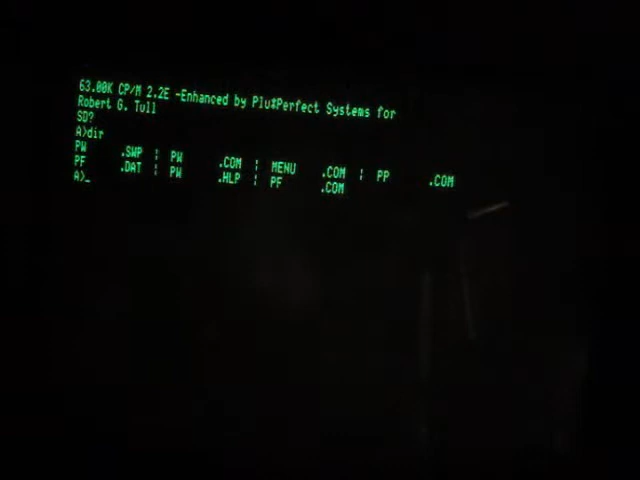 63.00K CP/M 2.2E -Enhanced by Plu*Perfect Systems for
Robert G. Tull
SD?
A>dir
PW .SWP ¦ PW .COM ¦ MENU .COM ¦ PP .COM
PF .DAT ¦ PW .HLP ¦ PF .COM
A>_